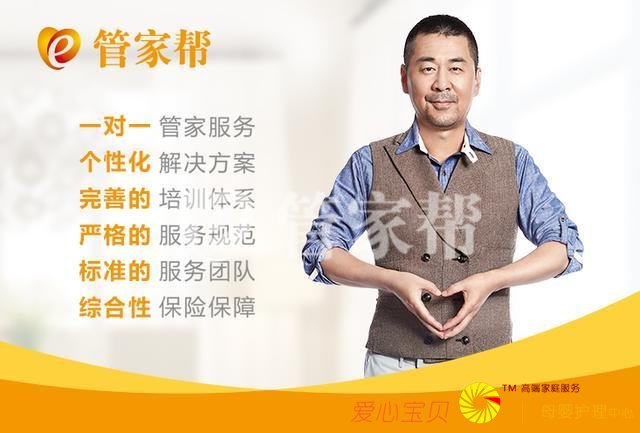 管家帮
一对一 管家服务
个性化 解决方案
完善的 培训体系
严格的 服务规范
标准的 服务团队
综合性 保险保障
管家帮
TM 高端家庭服务
爱心宝贝
母婴护理中心